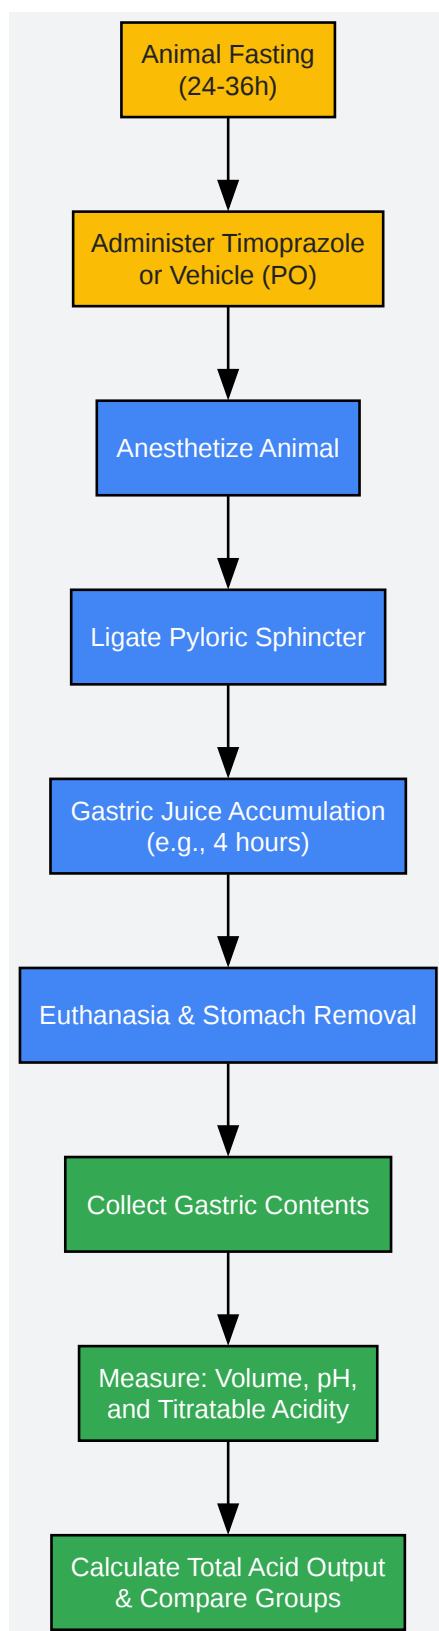 Animal Fasting
(24-36h)
Administer Timoprazole
or Vehicle (PO)
Anesthetize Animal
Ligate Pyloric Sphincter
Gastric Juice Accumulation
(e.g., 4 hours)
Euthanasia & Stomach Removal
Collect Gastric Contents
Measure: Volume, pH,
and Titratable Acidity
Calculate Total Acid Output
& Compare Groups